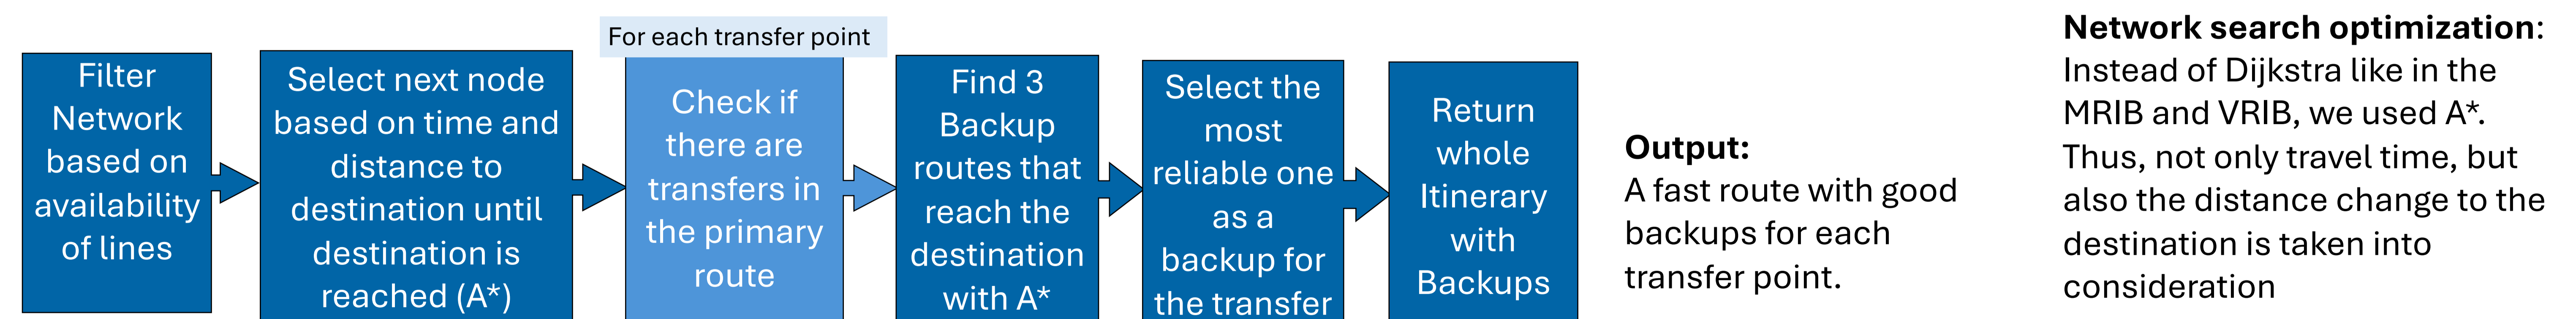 Filter
Network
based on
availability
of lines
Select next node
based on time and
distance to
destination until
destination is
reached (A*)
For each transfer point
Check if
there are
transfers in
the primary
route
Find 3
Backup
routes that
reach the
destination
with A*
Select the
most
reliable one
as a
backup for
the transfer
Return
whole
Itinerary
with
Backups
Output:
A fast route with good
backups for each
transfer point.
Network search optimization:
Instead of Dijkstra like in the
MRIB and VRIB, we used A*.
Thus, not only travel time, but
also the distance change to the
destination is taken into
consideration